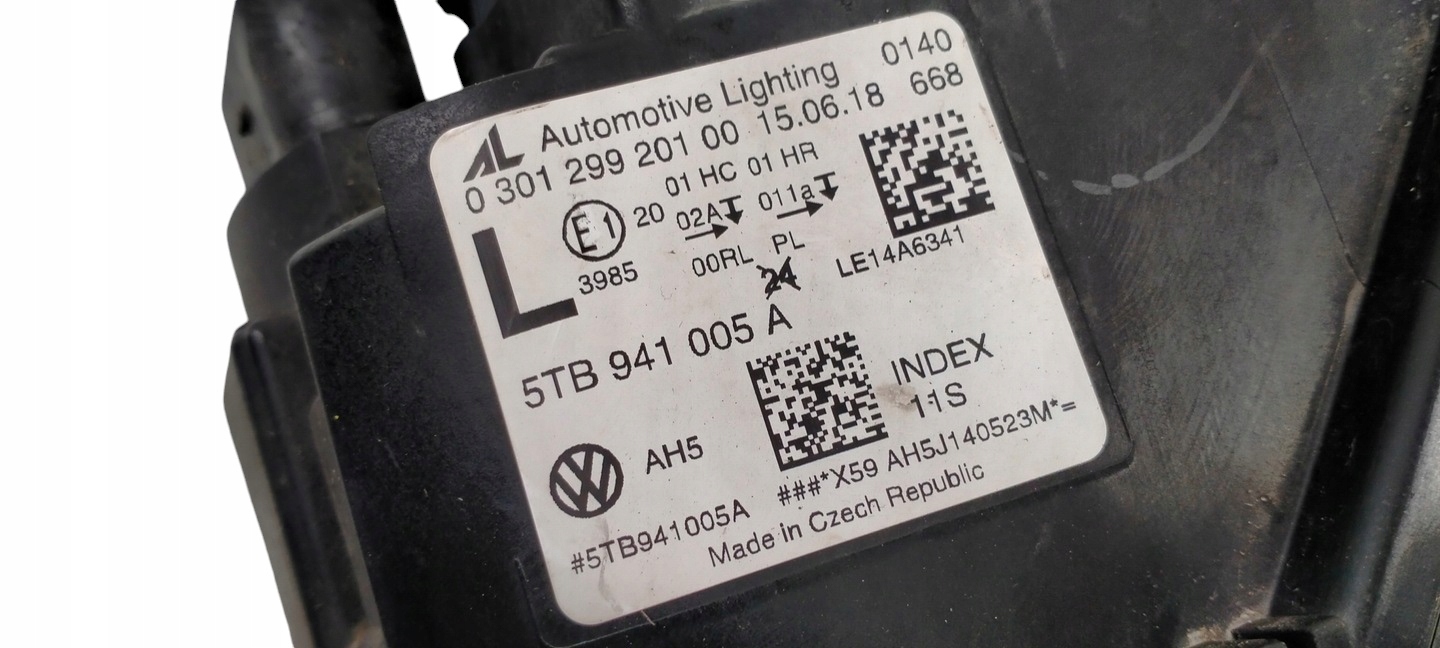 AL Automotive Lighting 0140
0 301 299 201 00 15.06.18 668
01 HC 01 HR
L E1 20 02A 011a
3985 00RL PL LE14A6341
24
5TB 941 005 A
INDEX
11S
VW AH5
#5TB941005A ###*X59 AH5J140523M*=
Made in Czech Republic